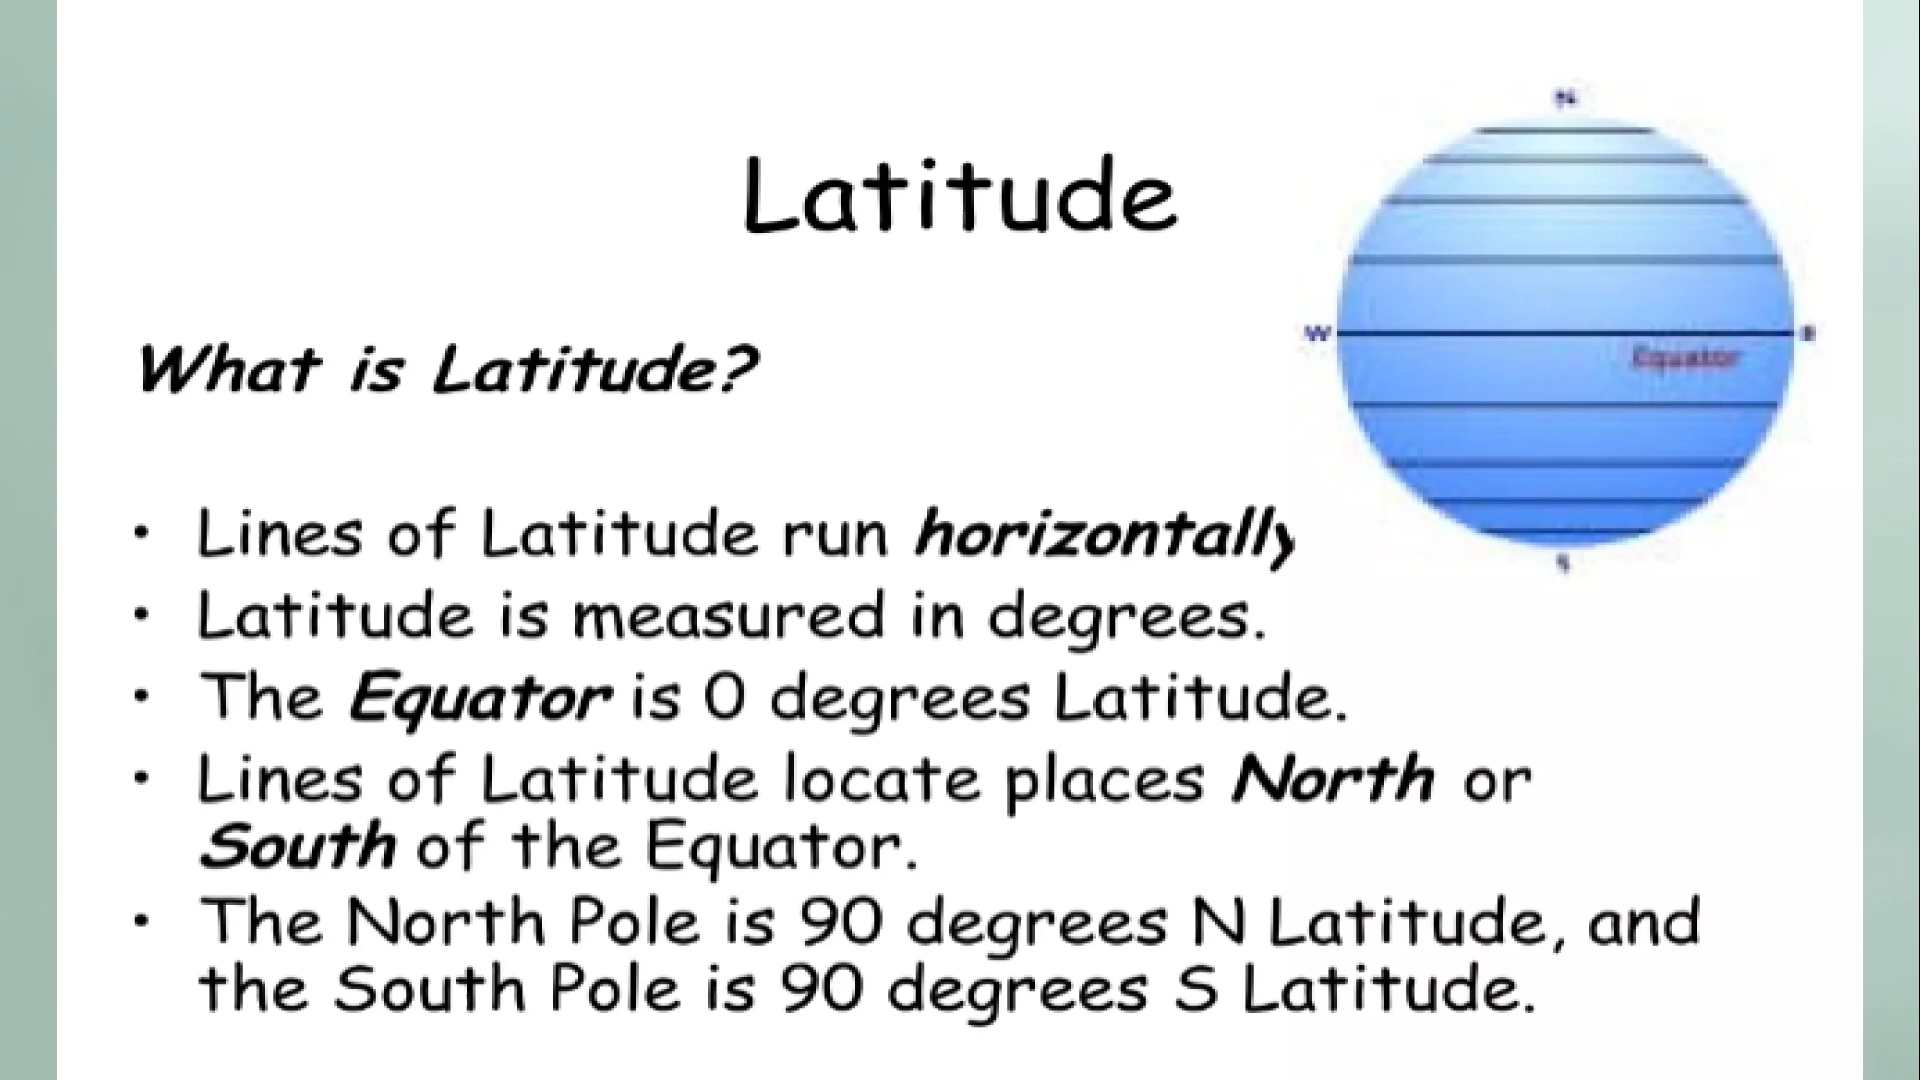 N
Latitude
W
E
Equator
What is Latitude?
• Lines of Latitude run horizontally
S
• Latitude is measured in degrees.
• The Equator is 0 degrees Latitude.
• Lines of Latitude locate places North or
South of the Equator.
• The North Pole is 90 degrees N Latitude, and
the South Pole is 90 degrees S Latitude.